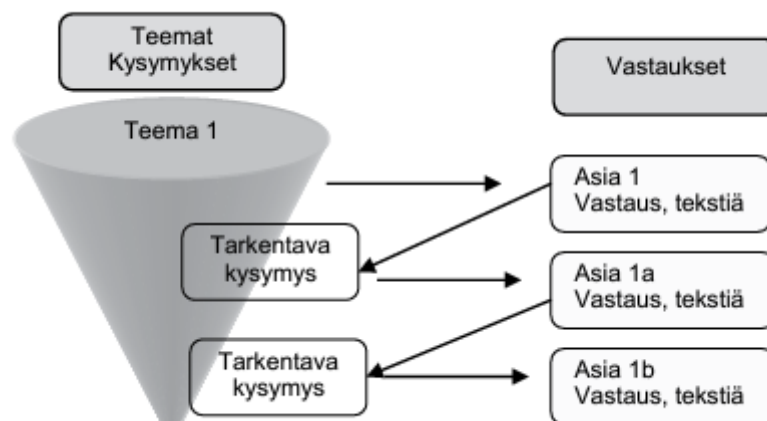 Teemat
Kysymykset
Vastaukset
Teema 1
Asia 1
Vastaus, tekstiä
Tarkentava
kysymys
Asia 1a
Vastaus, tekstiä
Tarkentava
kysymys
Asia 1b
Vastaus, tekstiä